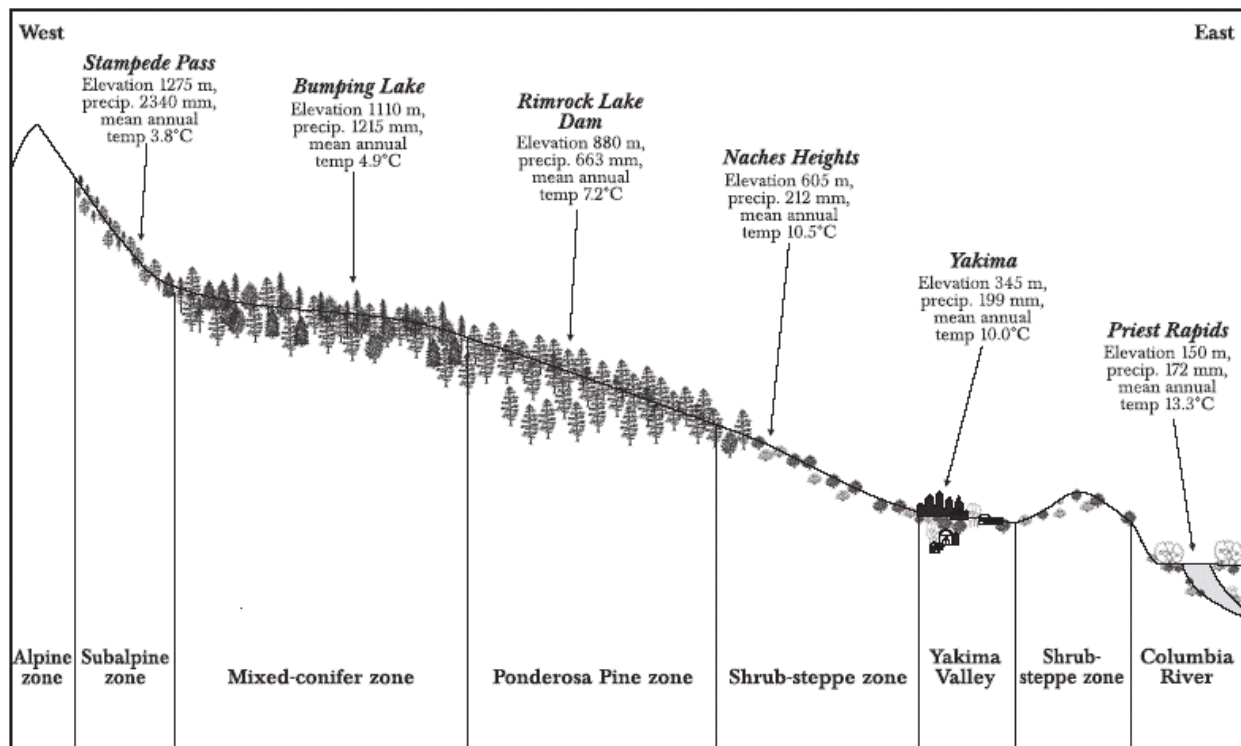 West
East
Stampede Pass
Elevation 1275 m,
precip. 2340 mm,
mean annual
temp 3.8°C
Bumping Lake
Elevation 1110 m,
precip. 1215 mm,
mean annual
temp 4.9°C
Rimrock Lake
Dam
Elevation 880 m,
precip. 663 mm,
mean annual
temp 7.2°C
Naches Heights
Elevation 605 m,
precip. 212 mm,
mean annual
temp 10.5°C
Yakima
Elevation 345 m,
precip. 199 mm,
mean annual
temp 10.0°C
Priest Rapids
Elevation 150 m,
precip. 172 mm,
mean annual
temp 13.3°C
Alpine
zone
Subalpine
zone
Mixed-conifer zone
Ponderosa Pine zone
Shrub-steppe zone
Yakima
Valley
Shrub-
steppe zone
Columbia
River